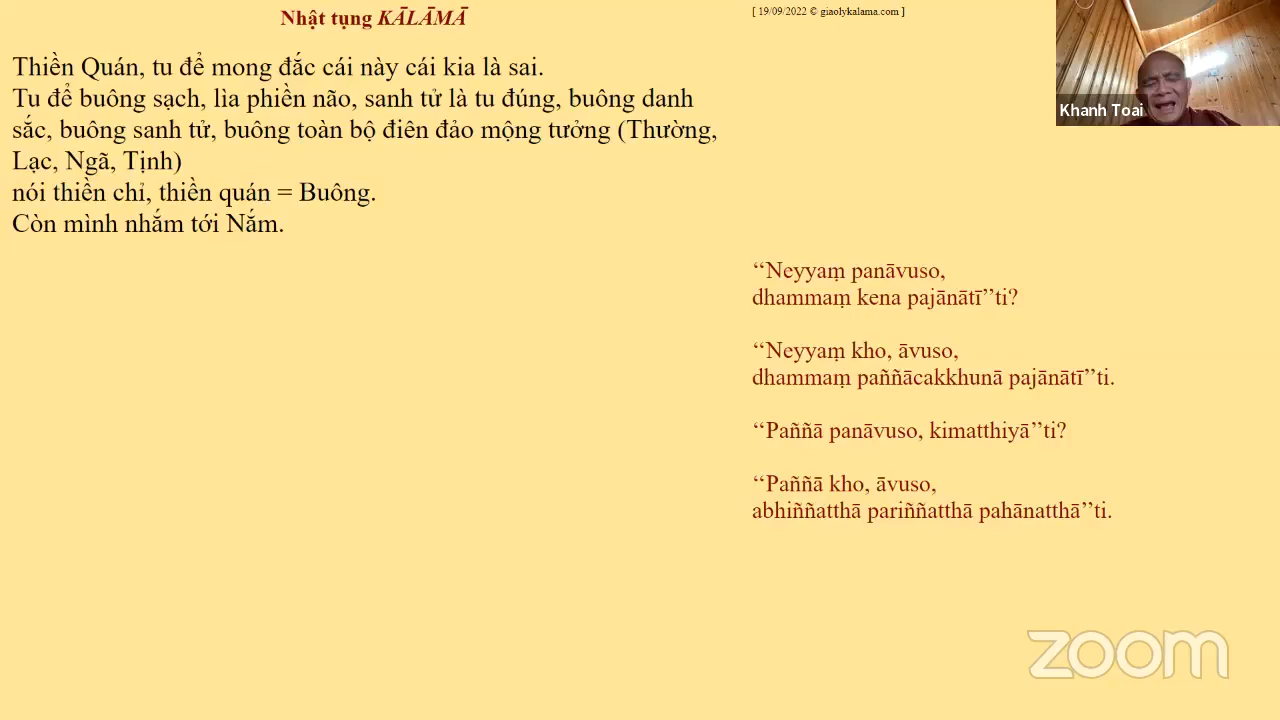 Nhật tụng KĀLĀMĀ
[ 19/09/2022 © giaolykalama.com ]
Khanh Toai
Thiền Quán, tu để mong đắc cái này cái kia là sai.
Tu để buông sạch, lìa phiền não, sanh tử là tu đúng, buông danh
sắc, buông sanh tử, buông toàn bộ điên đảo mộng tưởng (Thường,
Lạc, Ngã, Tịnh)
nói thiền chỉ, thiền quán = Buông.
Còn mình nhắm tới Nắm.
‘‘Neyyaṃ panāvuso,
dhammaṃ kena pajānātī’’ti?
‘‘Neyyaṃ kho, āvuso,
dhammaṃ paññācakkhunā pajānātī’’ti.
‘‘Paññā panāvuso, kimatthiyā’’ti?
‘‘Paññā kho, āvuso,
abhiññatthā pariññatthā pahānatthā’’ti.
zoom